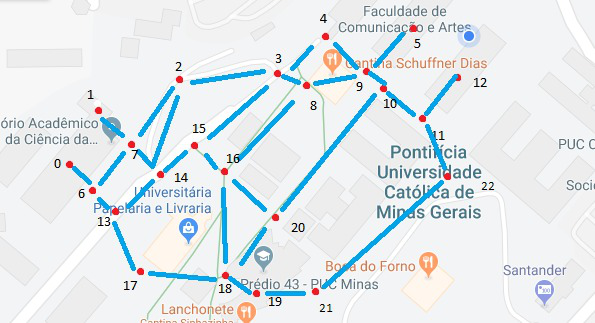 Faculdade de
Comunicação e Artes
4
5
Cantina Schuffner Dias
3
2
12
8
9
10
1
ório Acadêmico
da Ciência da...
15
11
7
16
Pontifícia
Universidade
Católica de
Minas Gerais
PUC C
0
14
22
Socie
Universitária
Papelaria e Livraria
6
13
20
Boca do Forno
Santander
17
18
Prédio 43 - PUC Minas
19
21
Lanchonete
Cantina Sinhazinha